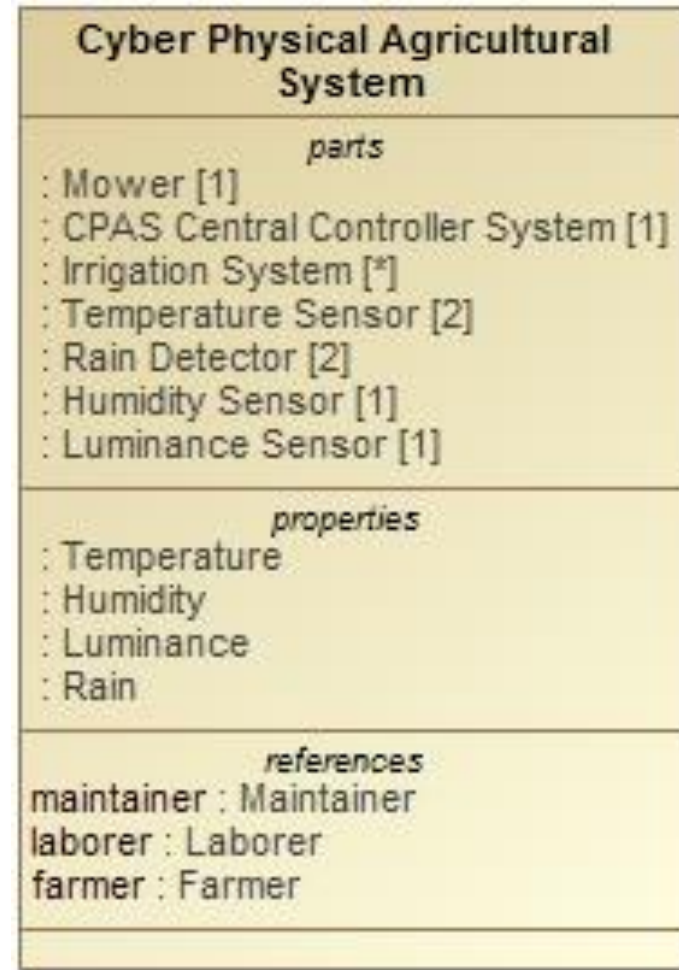 Cyber Physical Agricultural
System
parts
: Mower [1]
: CPAS Central Controller System [1]
: Irrigation System [*]
: Temperature Sensor [2]
: Rain Detector [2]
: Humidity Sensor [1]
: Luminance Sensor [1]
properties
: Temperature
: Humidity
: Luminance
: Rain
references
maintainer : Maintainer
laborer : Laborer
farmer : Farmer